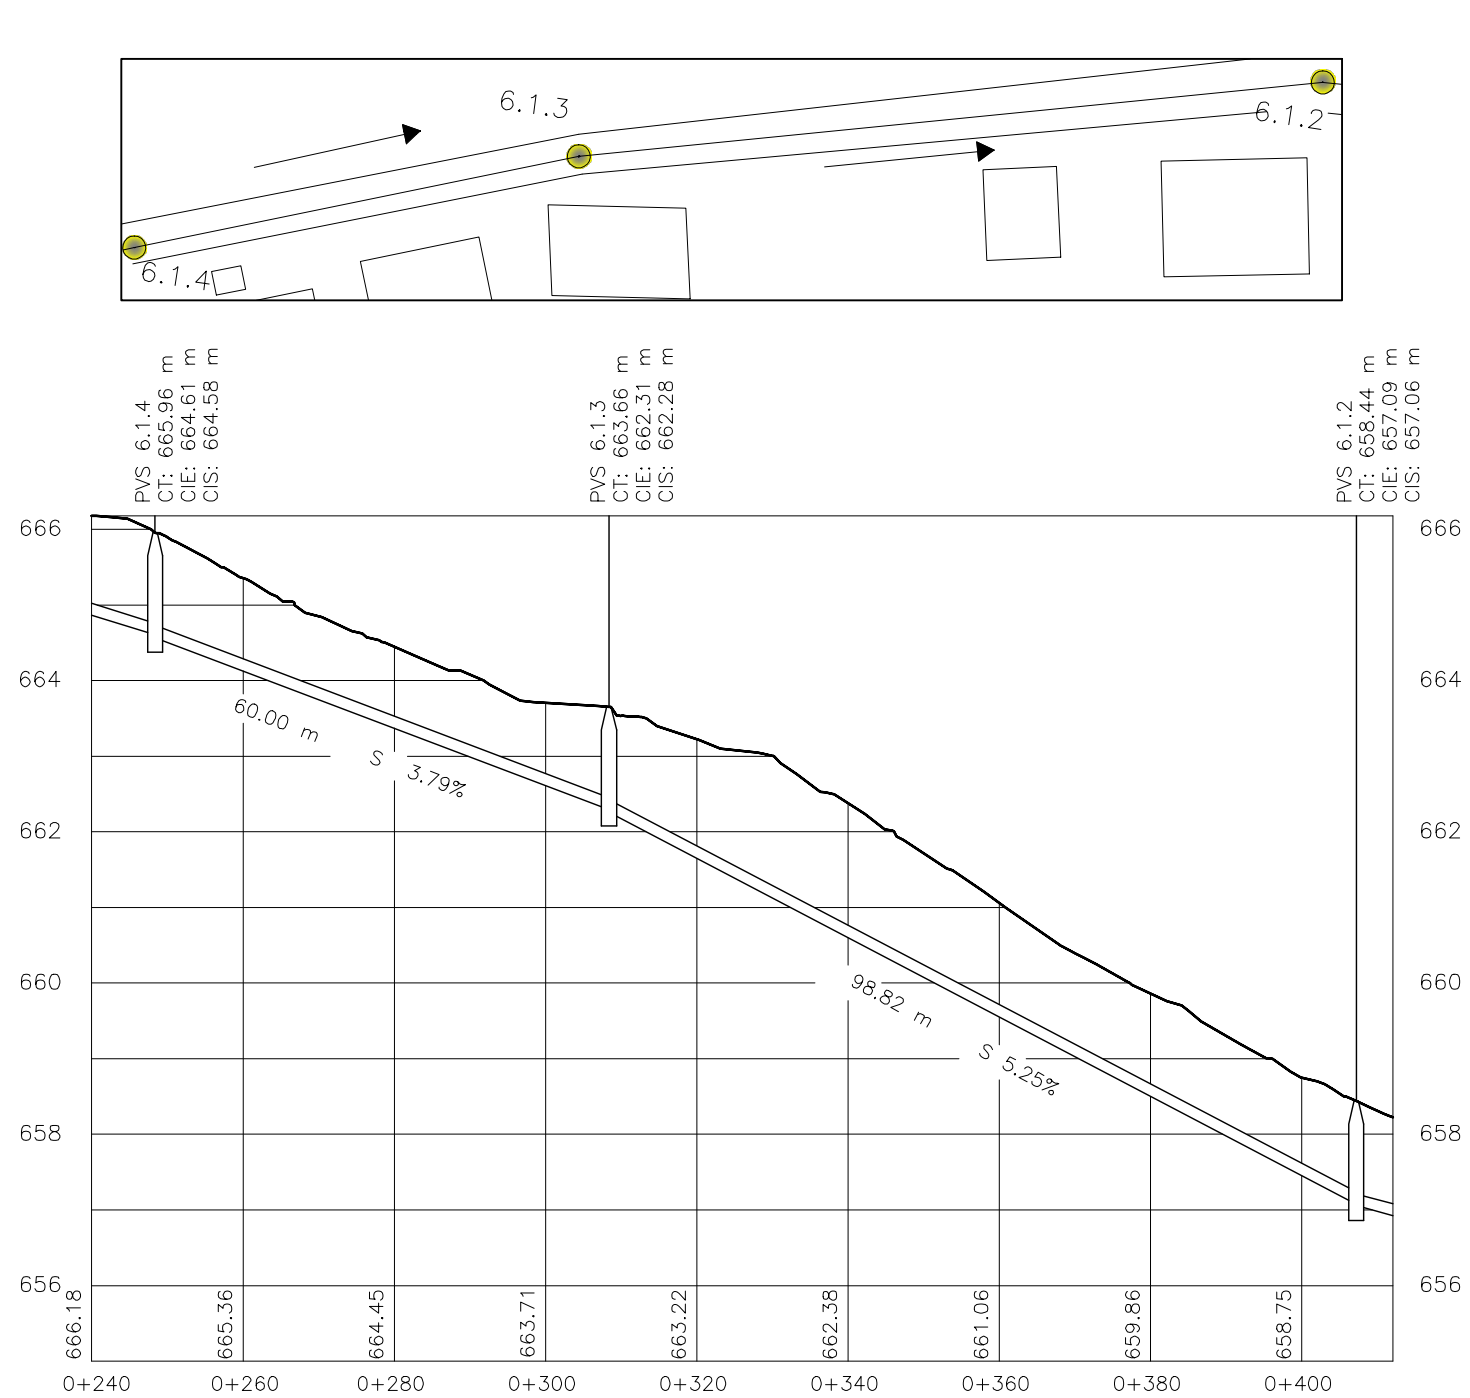 6.1.3
6.1.2
6.1.4
PVS 6.1.4
CT: 665.96 m
CIE: 664.61 m
CIS: 664.58 m
PVS 6.1.3
CT: 663.66 m
CIE: 662.31 m
CIS: 662.28 m
PVS 6.1.2
CT: 658.44 m
CIE: 657.09 m
CIS: 657.06 m
666 666
664 664
60.00 m S 3.79%
662 662
660 660
98.82 m S 5.25%
658 658
656 656
666.18 665.36 664.45 663.71 663.22 662.38 661.06 659.86 658.75
0+240 0+260 0+280 0+300 0+320 0+340 0+360 0+380 0+400